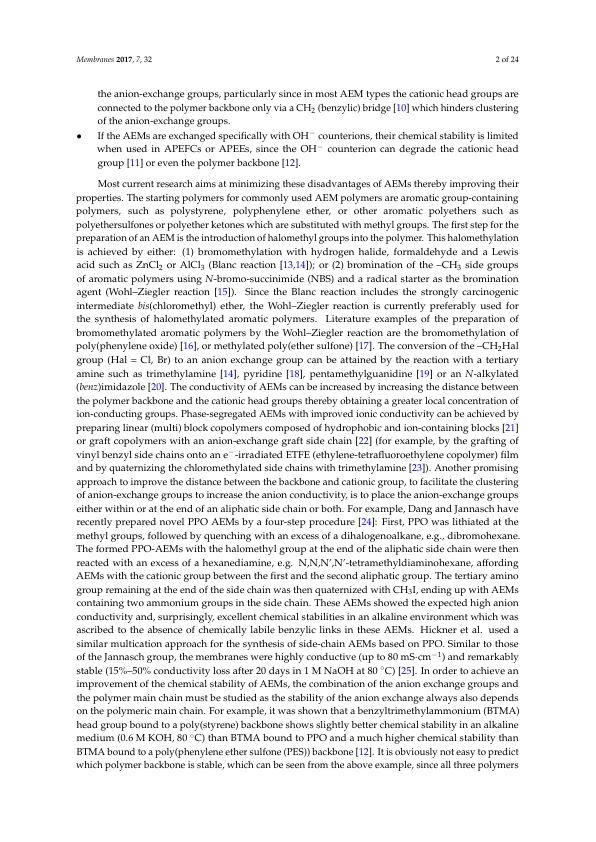 Membranes 2017, 7, 32 2 of 24
the anion-exchange groups, particularly since in most AEM types the cationic head groups are
connected to the polymer backbone only via a CH2 (benzylic) bridge [10] which hinders clustering
of the anion-exchange groups.
• If the AEMs are exchanged specifically with OH− counterions, their chemical stability is limited
when used in APEFCs or APEEs, since the OH− counterion can degrade the cationic head
group [11] or even the polymer backbone [12].
Most current research aims at minimizing these disadvantages of AEMs thereby improving their
properties. The starting polymers for commonly used AEM polymers are aromatic group-containing
polymers, such as polystyrene, polyphenylene ether, or other aromatic polyethers such as
polyethersulfones or polyether ketones which are substituted with methyl groups. The first step for the
preparation of an AEM is the introduction of halomethyl groups into the polymer. This halomethylation
is achieved by either: (1) bromomethylation with hydrogen halide, formaldehyde and a Lewis
acid such as ZnCl2 or AlCl3 (Blanc reaction [13,14]); or (2) bromination of the –CH3 side groups
of aromatic polymers using N-bromo-succinimide (NBS) and a radical starter as the bromination
agent (Wohl–Ziegler reaction [15]). Since the Blanc reaction includes the strongly carcinogenic
intermediate bis(chloromethyl) ether, the Wohl–Ziegler reaction is currently preferably used for
the synthesis of halomethylated aromatic polymers. Literature examples of the preparation of
bromomethylated aromatic polymers by the Wohl–Ziegler reaction are the bromomethylation of
poly(phenylene oxide) [16], or methylated poly(ether sulfone) [17]. The conversion of the –CH2Hal
group (Hal = Cl, Br) to an anion exchange group can be attained by the reaction with a tertiary
amine such as trimethylamine [14], pyridine [18], pentamethylguanidine [19] or an N-alkylated
(benz)imidazole [20]. The conductivity of AEMs can be increased by increasing the distance between
the polymer backbone and the cationic head groups thereby obtaining a greater local concentration of
ion-conducting groups. Phase-segregated AEMs with improved ionic conductivity can be achieved by
preparing linear (multi) block copolymers composed of hydrophobic and ion-containing blocks [21]
or graft copolymers with an anion-exchange graft side chain [22] (for example, by the grafting of
vinyl benzyl side chains onto an e−-irradiated ETFE (ethylene-tetrafluoroethylene copolymer) film
and by quaternizing the chloromethylated side chains with trimethylamine [23]). Another promising
approach to improve the distance between the backbone and cationic group, to facilitate the clustering
of anion-exchange groups to increase the anion conductivity, is to place the anion-exchange groups
either within or at the end of an aliphatic side chain or both. For example, Dang and Jannasch have
recently prepared novel PPO AEMs by a four-step procedure [24]: First, PPO was lithiated at the
methyl groups, followed by quenching with an excess of a dihalogenoalkane, e.g., dibromohexane.
The formed PPO-AEMs with the halomethyl group at the end of the aliphatic side chain were then
reacted with an excess of a hexanediamine, e.g. N,N,N',N'-tetramethyldiaminohexane, affording
AEMs with the cationic group between the first and the second aliphatic group. The tertiary amino
group remaining at the end of the side chain was then quaternized with CH3I, ending up with AEMs
containing two ammonium groups in the side chain. These AEMs showed the expected high anion
conductivity and, surprisingly, excellent chemical stabilities in an alkaline environment which was
ascribed to the absence of chemically labile benzylic links in these AEMs. Hickner et al. used a
similar multication approach for the synthesis of side-chain AEMs based on PPO. Similar to those
of the Jannasch group, the membranes were highly conductive (up to 80 mS·cm−1) and remarkably
stable (15%–50% conductivity loss after 20 days in 1 M NaOH at 80 °C) [25]. In order to achieve an
improvement of the chemical stability of AEMs, the combination of the anion exchange groups and
the polymer main chain must be studied as the stability of the anion exchange always also depends
on the polymeric main chain. For example, it was shown that a benzyltrimethylammonium (BTMA)
head group bound to a poly(styrene) backbone shows slightly better chemical stability in an alkaline
medium (0.6 M KOH, 80 °C) than BTMA bound to PPO and a much higher chemical stability than
BTMA bound to a poly(phenylene ether sulfone (PES)) backbone [12]. It is obviously not easy to predict
which polymer backbone is stable, which can be seen from the above example, since all three polymers